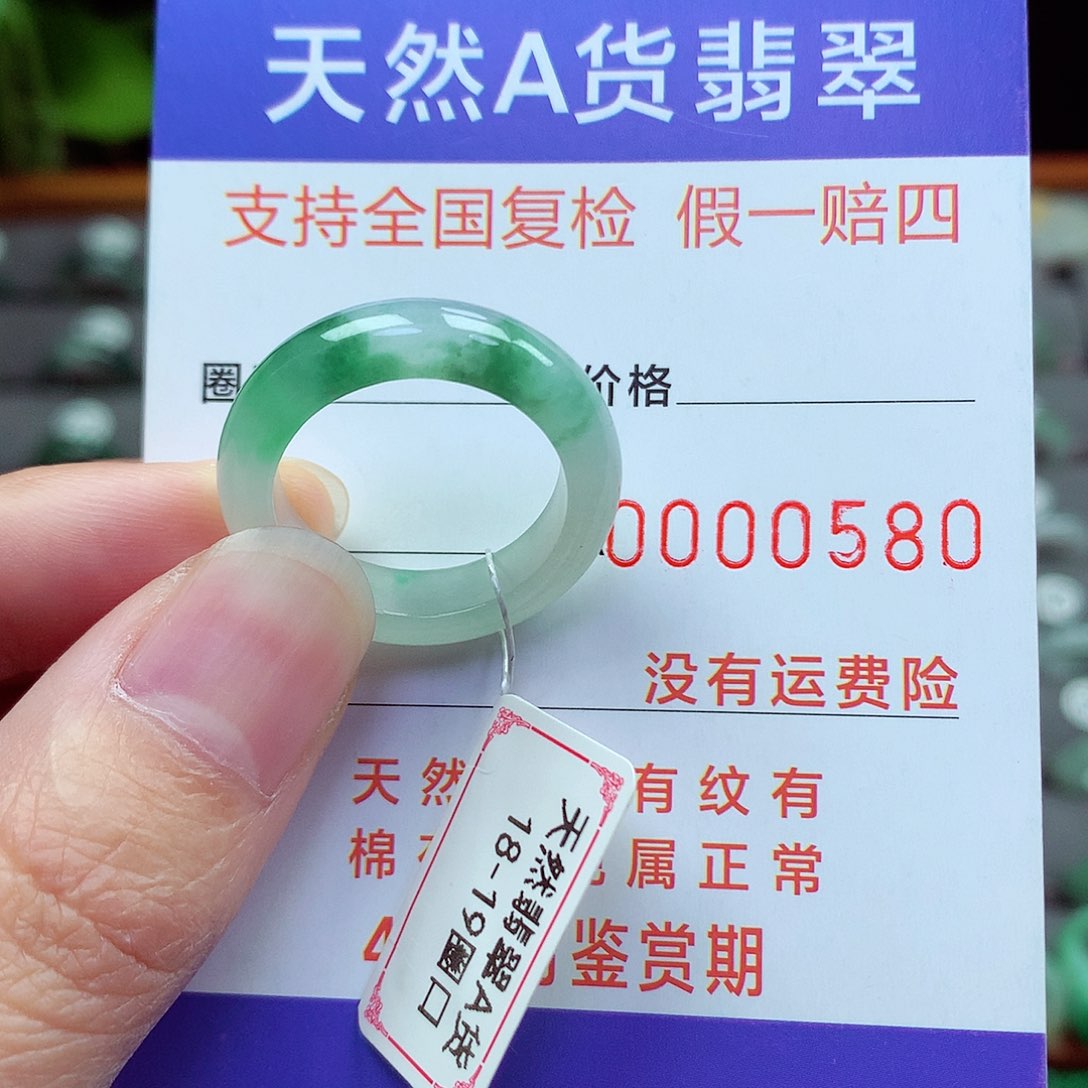 天然A货翡翠
支持全国复检 假一赔四
圈 价格
0000580
没有运费险
天然 有纹有
棉 属正常
鉴赏期
天然翡翠A货
18-19圈口